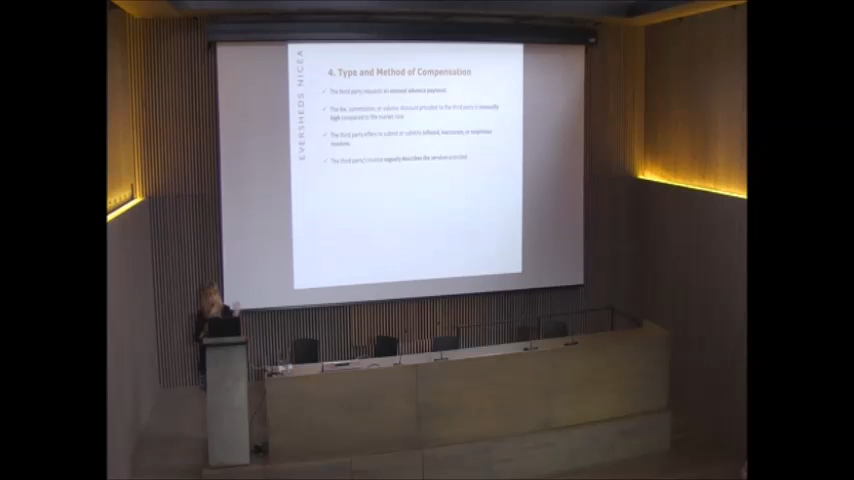 EVERSHEDS NICEA
4. Type and Method of Compensation
✓ The third party requests an unusual advance payment
✓ The fee, commission, or volume discount provided to the third party is unusually
high compared to the market rate
✓ The third party offers to submit or submits inflated, inaccurate, or suspicious
invoices
✓ The third party's invoice vaguely describes the services provided